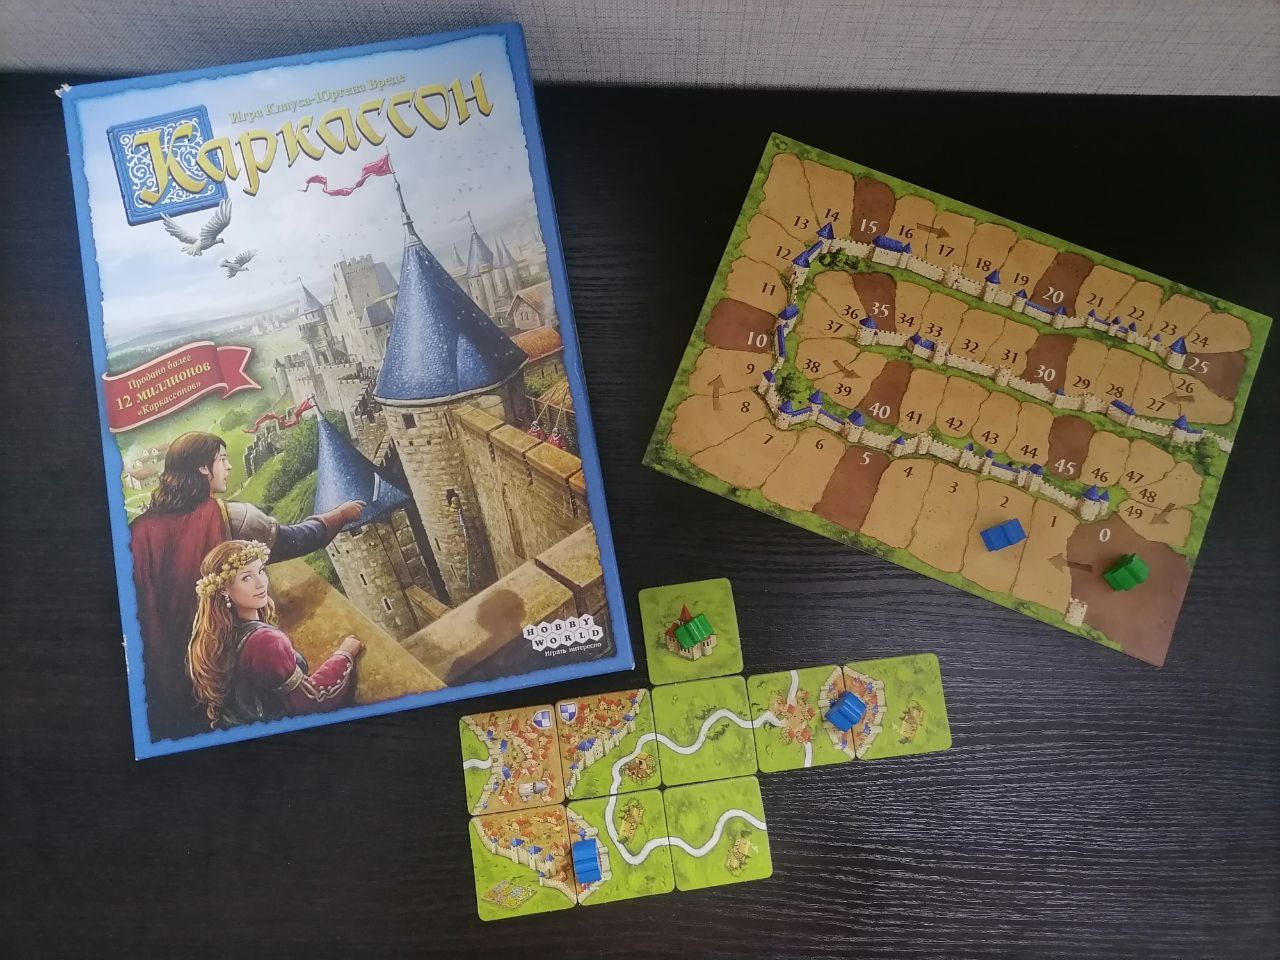 Игра Клауса-Юргена Вреде
Каркассон
Продано более
12 миллионов
«Каркассонов»
HOBBY
WORLD
Играть интересно
13 14 15 16 17 18 19 20 21 22 23 24
12
11 36 35 34 33 32 31 30 29 28 27 26 25
10 37
9 38 39 40 41 42 43 44 45 46 47 48 49
8 7 6 5 4 3 2 1 0